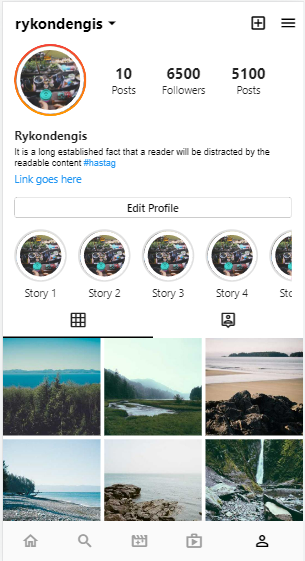 rykondengis
10 6500 5100
Posts Followers Posts
Rykondengis
It is a long established fact that a reader will be distracted by the
readable content #hastag
Link goes here
Edit Profile
Story 1 Story 2 Story 3 Story 4